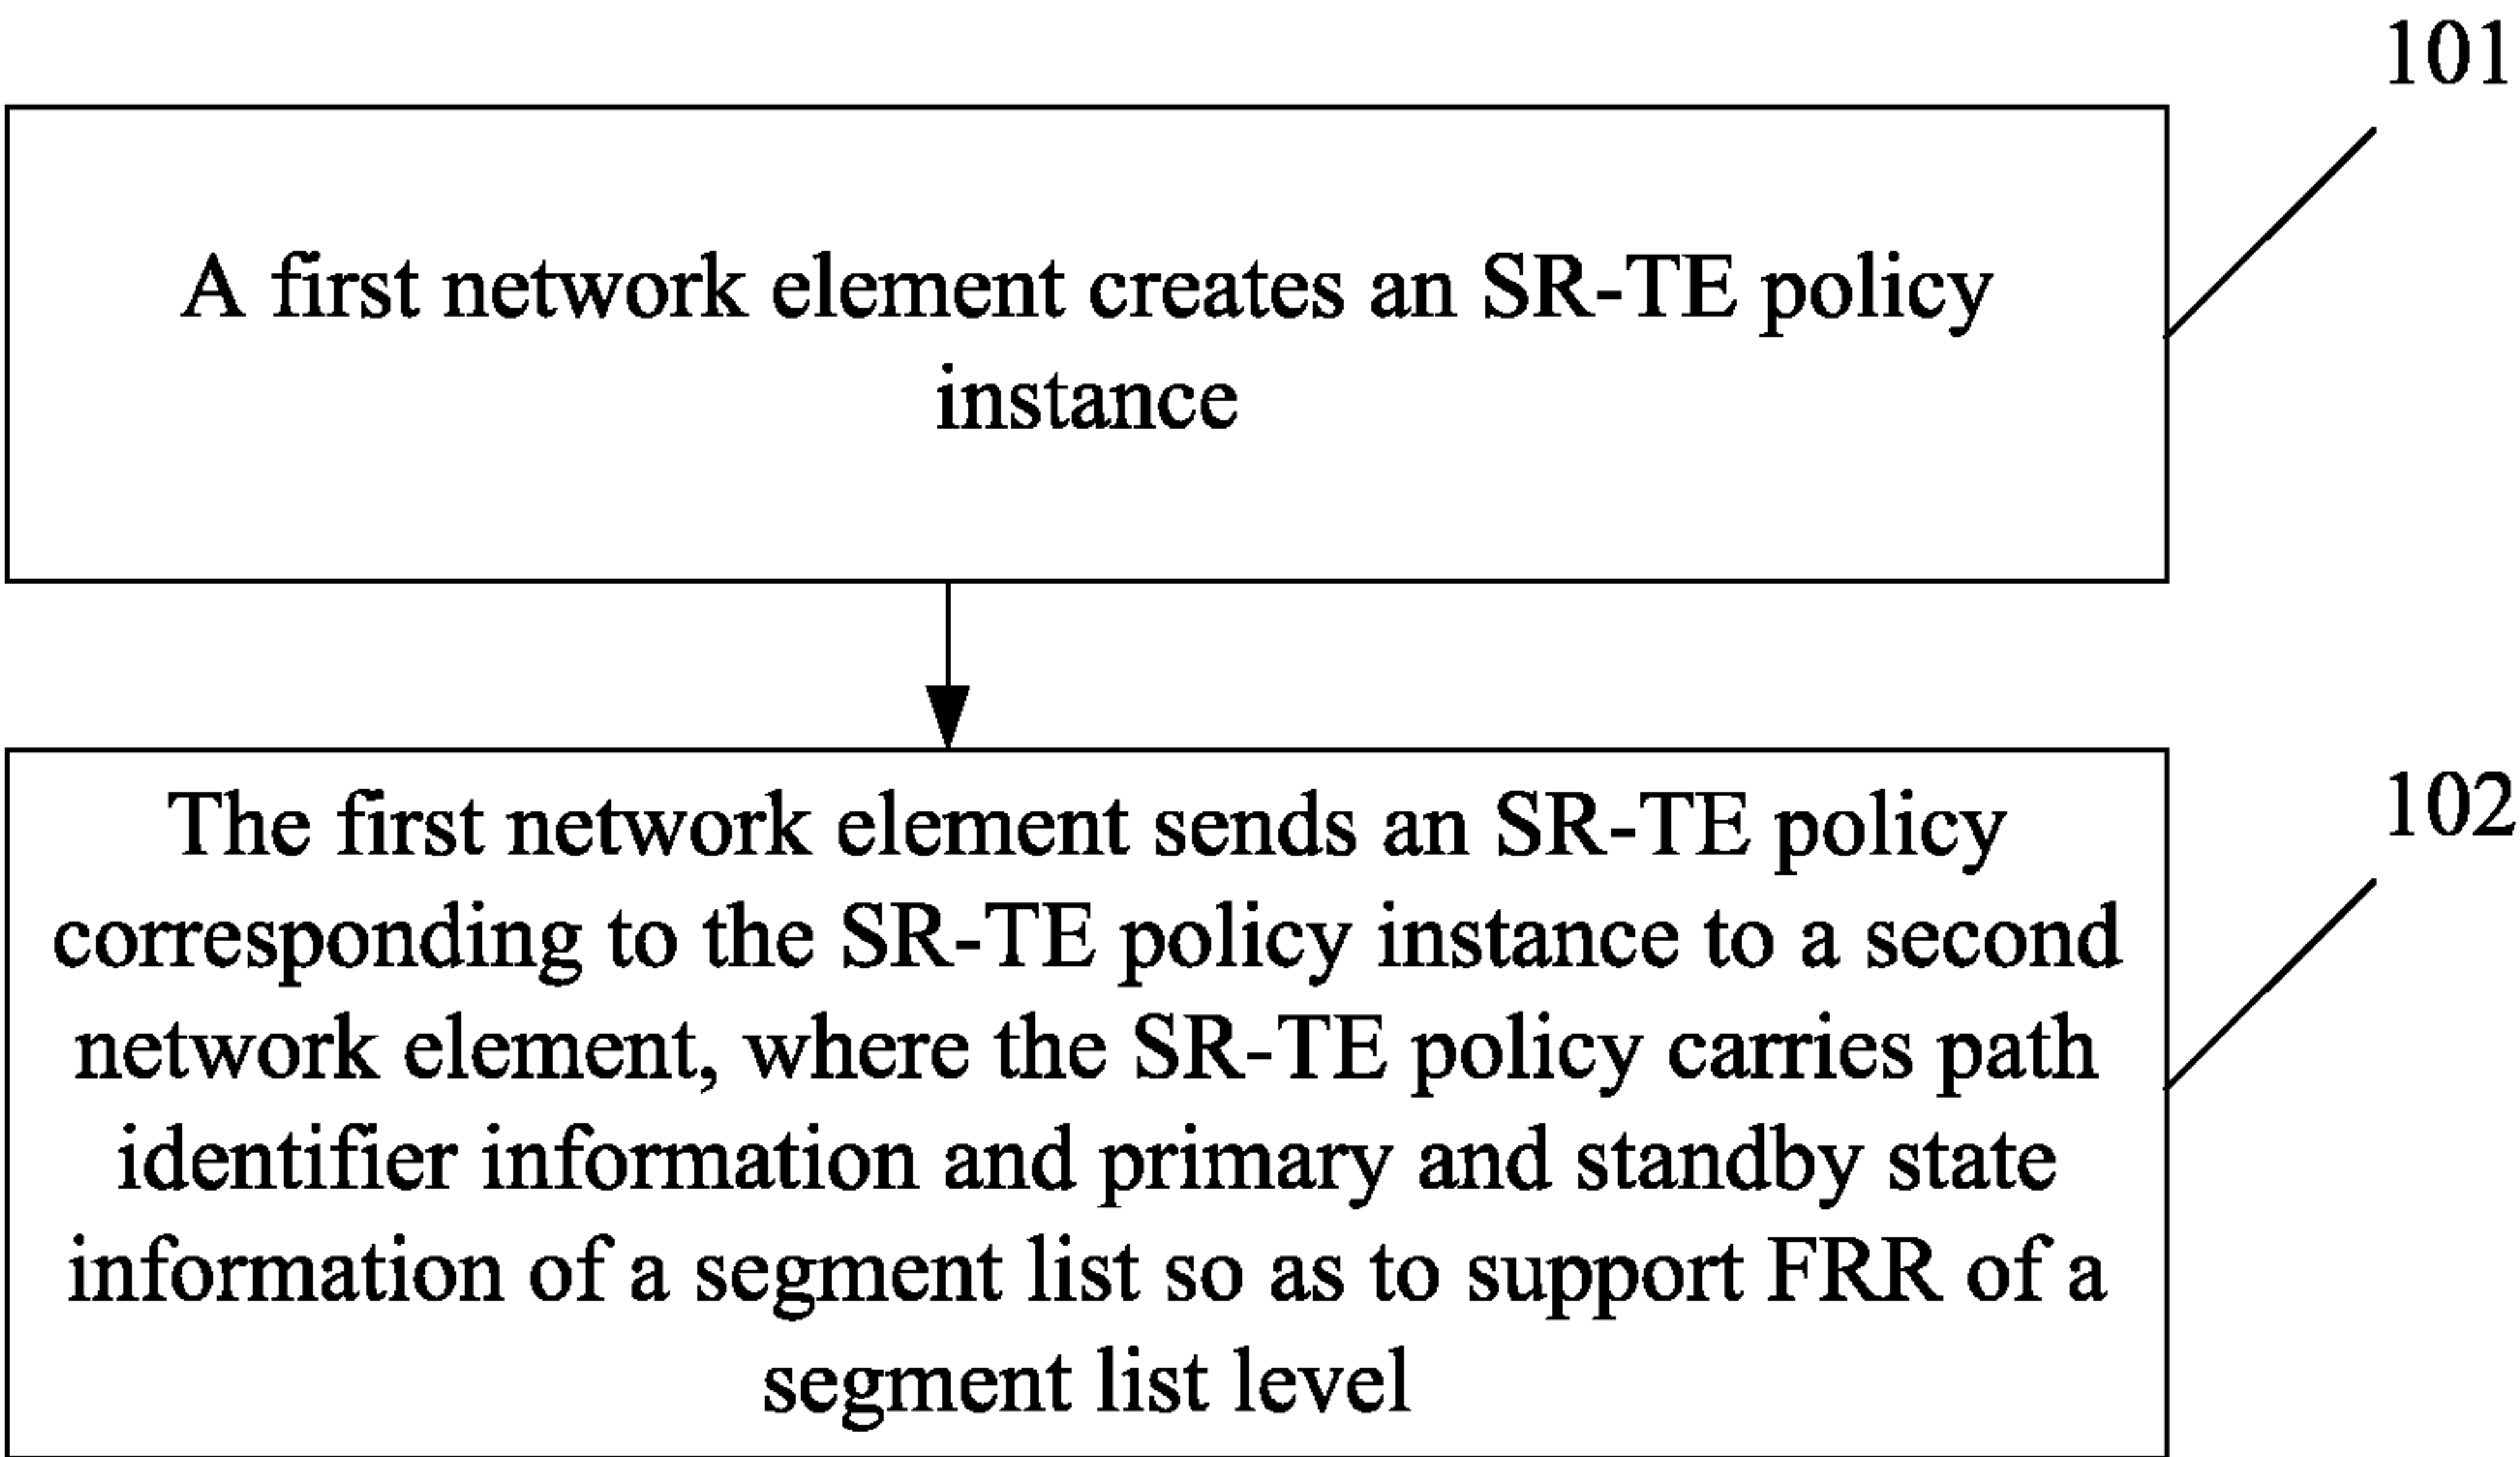 101
A first network element creates an SR-TE policy
instance
102
The first network element sends an SR-TE policy
corresponding to the SR-TE policy instance to a second
network element, where the SR-TE policy carries path
identifier information and primary and standby state
information of a segment list so as to support FRR of a
segment list level